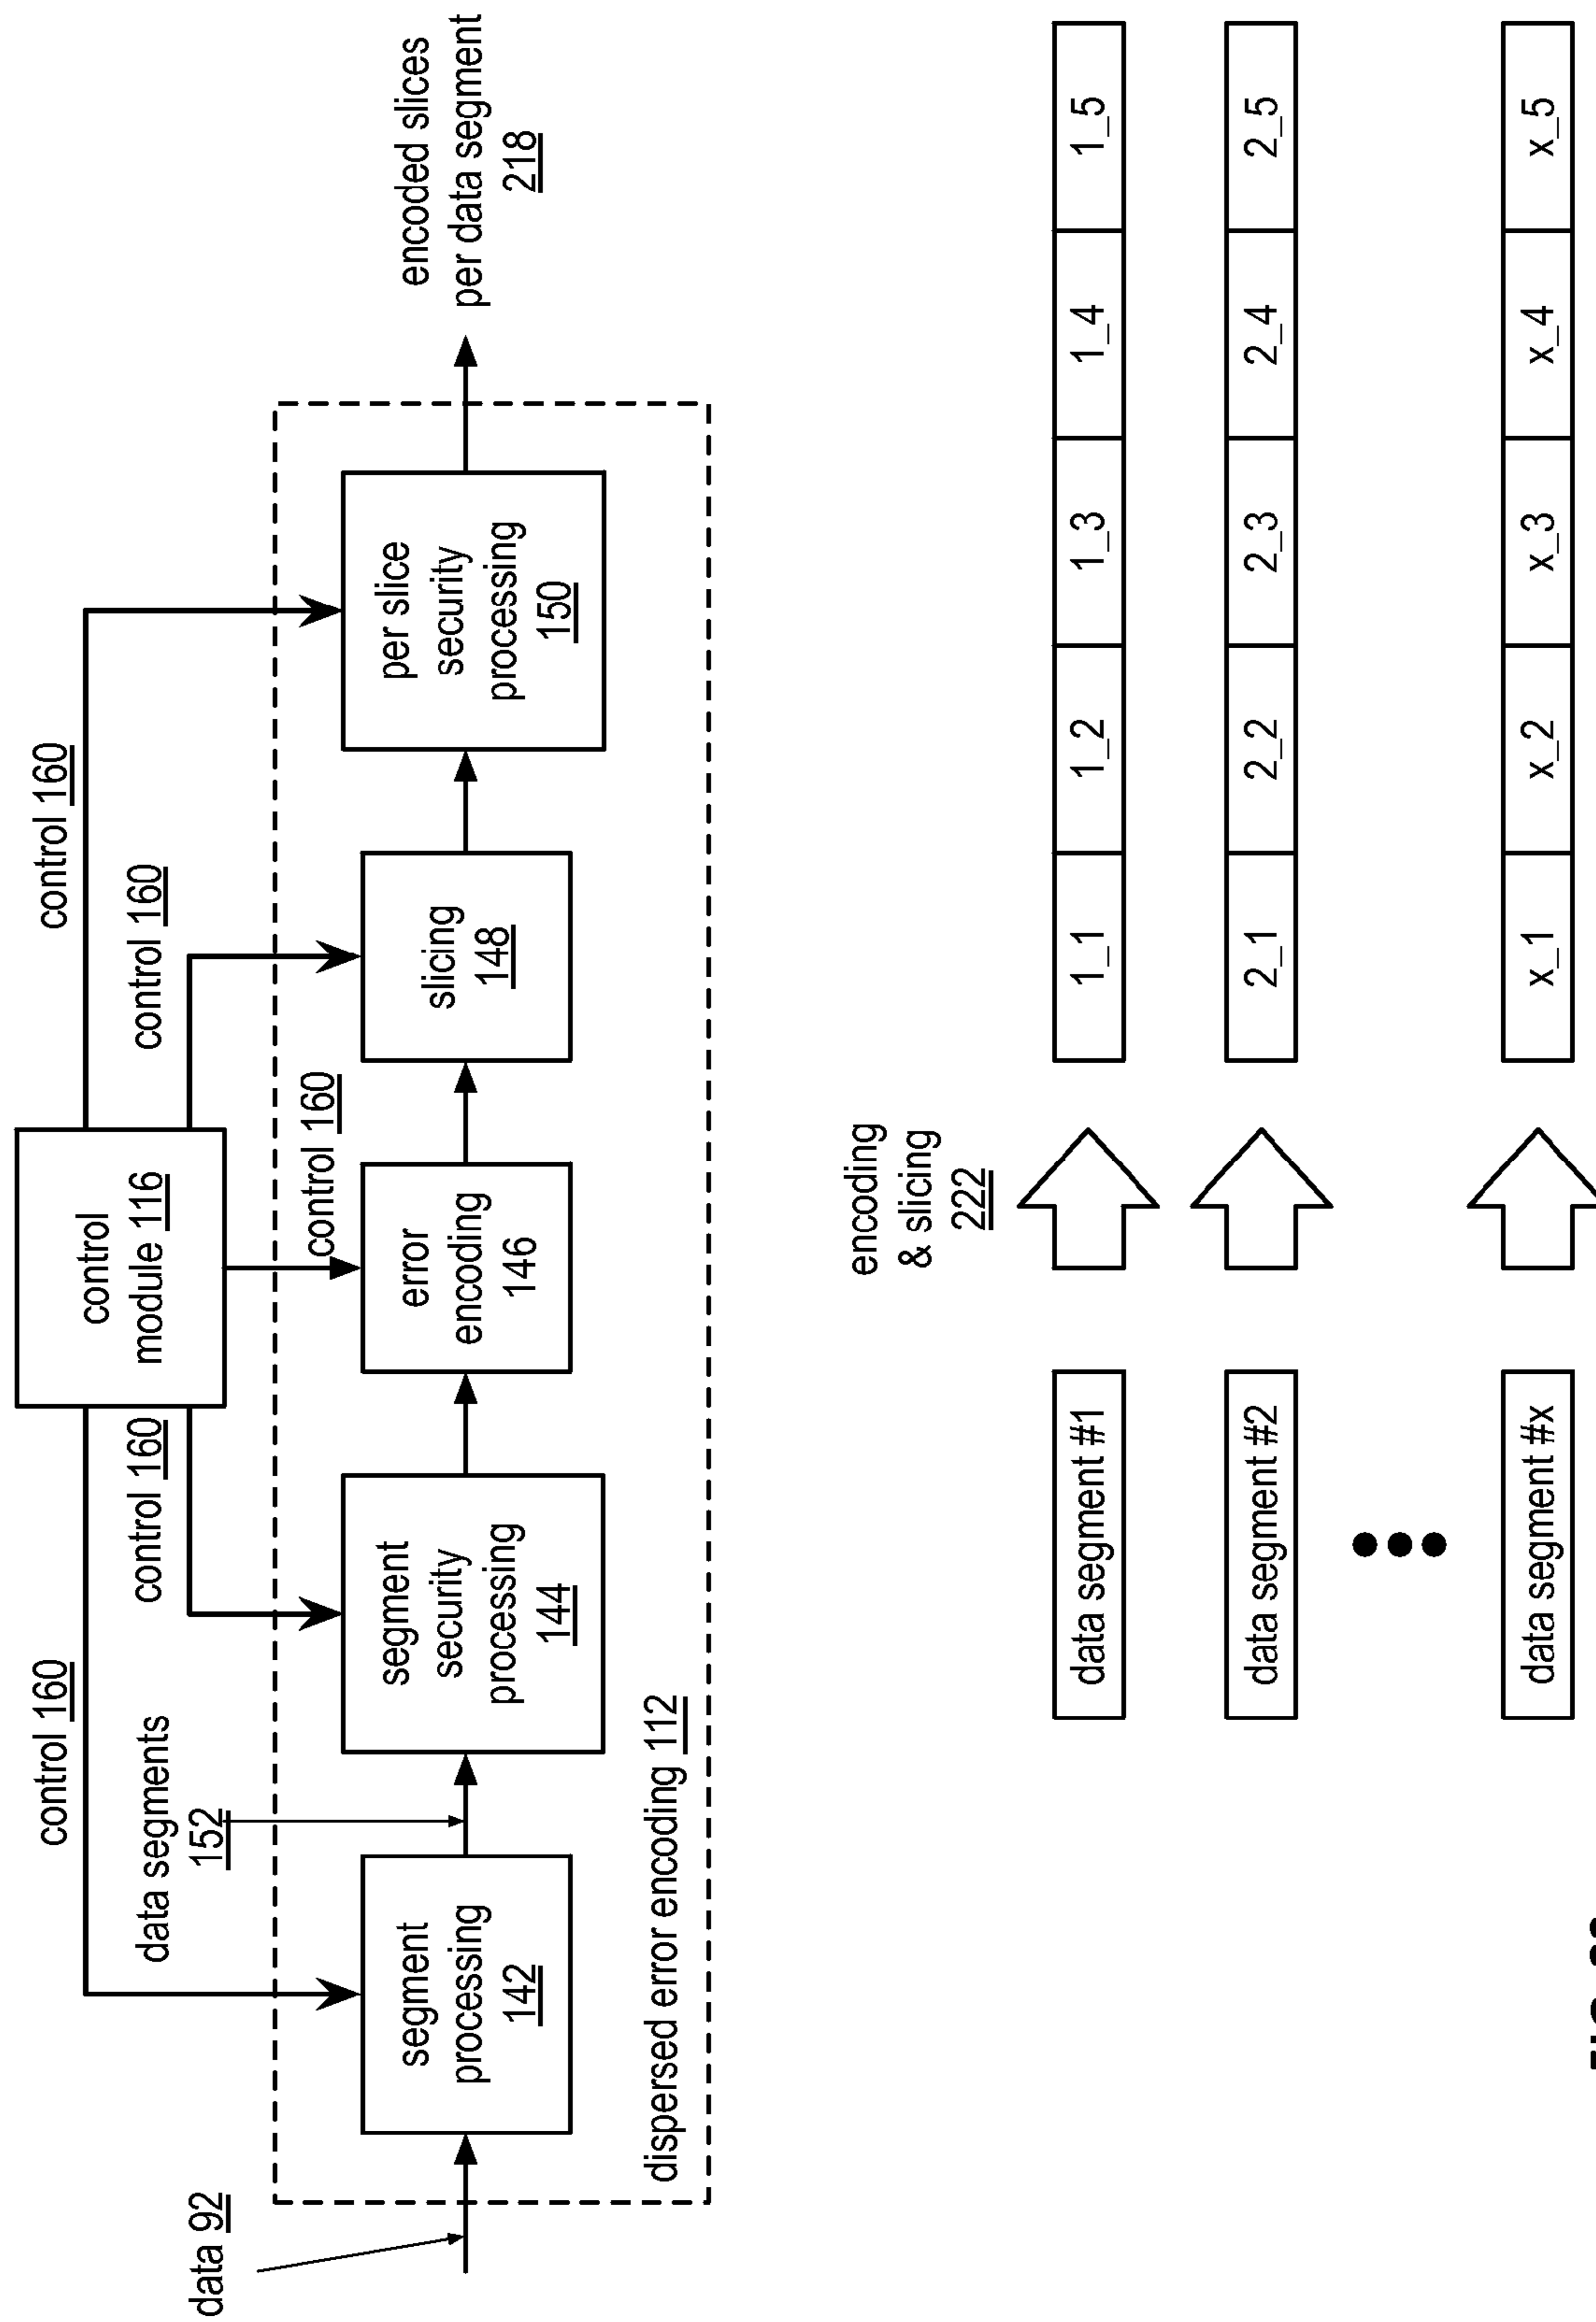 control
module 116
control 160
control 160
control 160
control 160
control 160
data segments
152
data 92
segment
processing
142
segment
security
processing
144
error
encoding
146
slicing
148
per slice
security
processing
150
encoded slices
per data segment
218
dispersed error encoding 112
encoding
& slicing
222
data segment #1
1_1
1_2
1_3
1_4
1_5
data segment #2
2_1
2_2
2_3
2_4
2_5
data segment #x
x_1
x_2
x_3
x_4
x_5